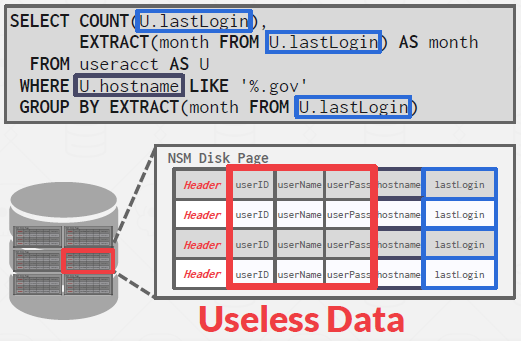 SELECT COUNT(U.lastLogin),
EXTRACT(month FROM U.lastLogin) AS month
FROM useracct AS U
WHERE U.hostname LIKE '%.gov'
GROUP BY EXTRACT(month FROM U.lastLogin)
NSM Disk Page
Header userID userName userPass hostname lastLogin
Header userID userName userPass hostname lastLogin
Header userID userName userPass hostname lastLogin
Header userID userName userPass hostname lastLogin
Useless Data